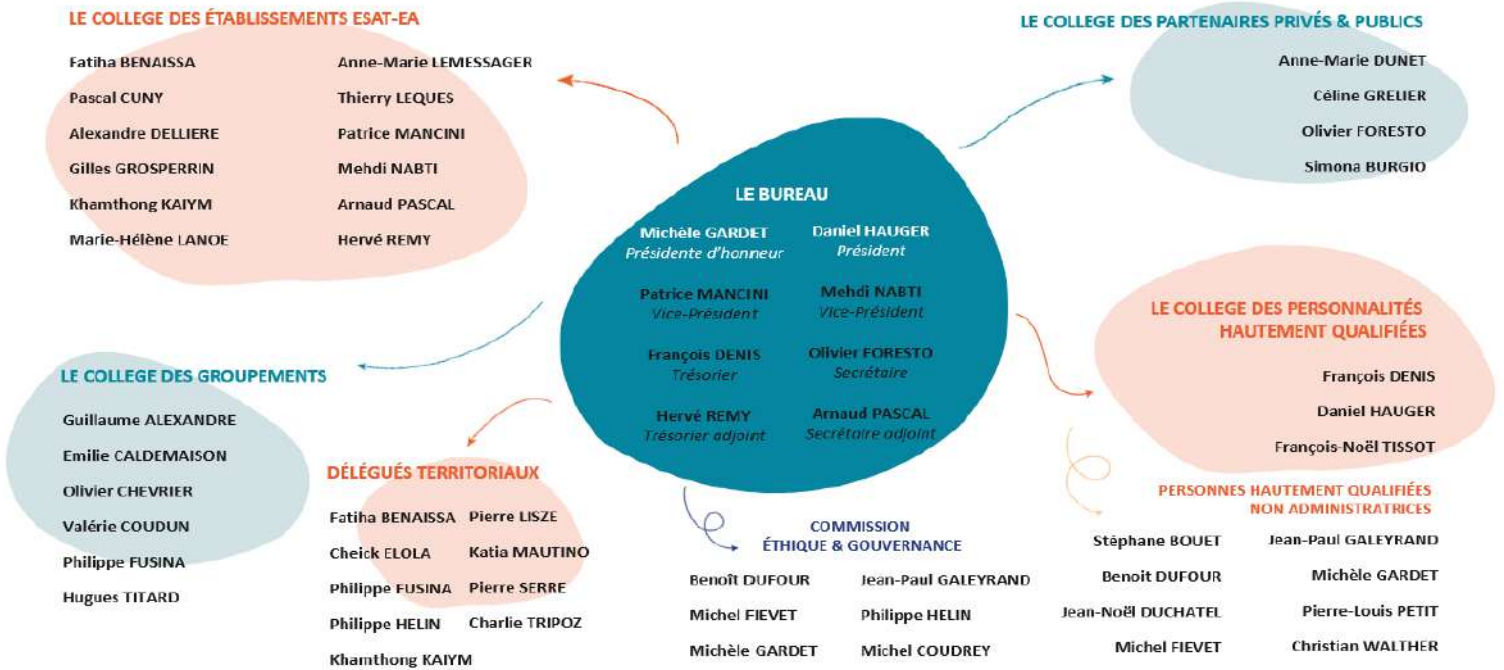 LE COLLEGE DES ÉTABLISSEMENTS ESAT-EA
Fatiha BENAISSA
Pascal CUNY
Alexandre DELLIERE
Gilles GROSPERRIN
Khamthong KAIYM
Marie-Hélène LANOE
Anne-Marie LEMESSAGER
Thierry LEQUES
Patrice MANCINI
Mehdi NABTI
Arnaud PASCAL
Hervé REMY
LE COLLEGE DES PARTENAIRES PRIVÉS & PUBLICS
Anne-Marie DUNET
Céline GRELIER
Olivier FORESTO
Simona BURGIO
LE BUREAU
Michèle GARDET
Présidente d'honneur
Daniel HAUGER
Président
Patrice MANCINI
Vice-Président
Mehdi NABTI
Vice-Président
François DENIS
Trésorier
Olivier FORESTO
Secrétaire
Hervé REMY
Trésorier adjoint
Arnaud PASCAL
Secrétaire adjoint
LE COLLEGE DES PERSONNALITÉS
HAUTEMENT QUALIFIÉES
François DENIS
Daniel HAUGER
François-Noël TISSOT
LE COLLEGE DES GROUPEMENTS
Guillaume ALEXANDRE
Emilie CALDEMAISON
Olivier CHEVRIER
Valérie COUDUN
Philippe FUSINA
Hugues TITARD
DÉLÉGUÉS TERRITORIAUX
Fatiha BENAISSA
Cheick ELOLA
Philippe FUSINA
Philippe HELIN
Khamthong KAIYM
Pierre LISZE
Katia MAUTINO
Pierre SERRE
Charlie TRIPOZ
COMMISSION
ÉTHIQUE & GOUVERNANCE
Benoît DUFOUR
Michel FIEVET
Michèle GARDET
Jean-Paul GALEYRAND
Philippe HELIN
Michel COUDREY
PERSONNES HAUTEMENT QUALIFIÉES
NON ADMINISTRATRICES
Stéphane BOUET
Benoit DUFOUR
Jean-Noël DUCHATEL
Michel FIEVET
Jean-Paul GALEYRAND
Michèle GARDET
Pierre-Louis PETIT
Christian WALTHER